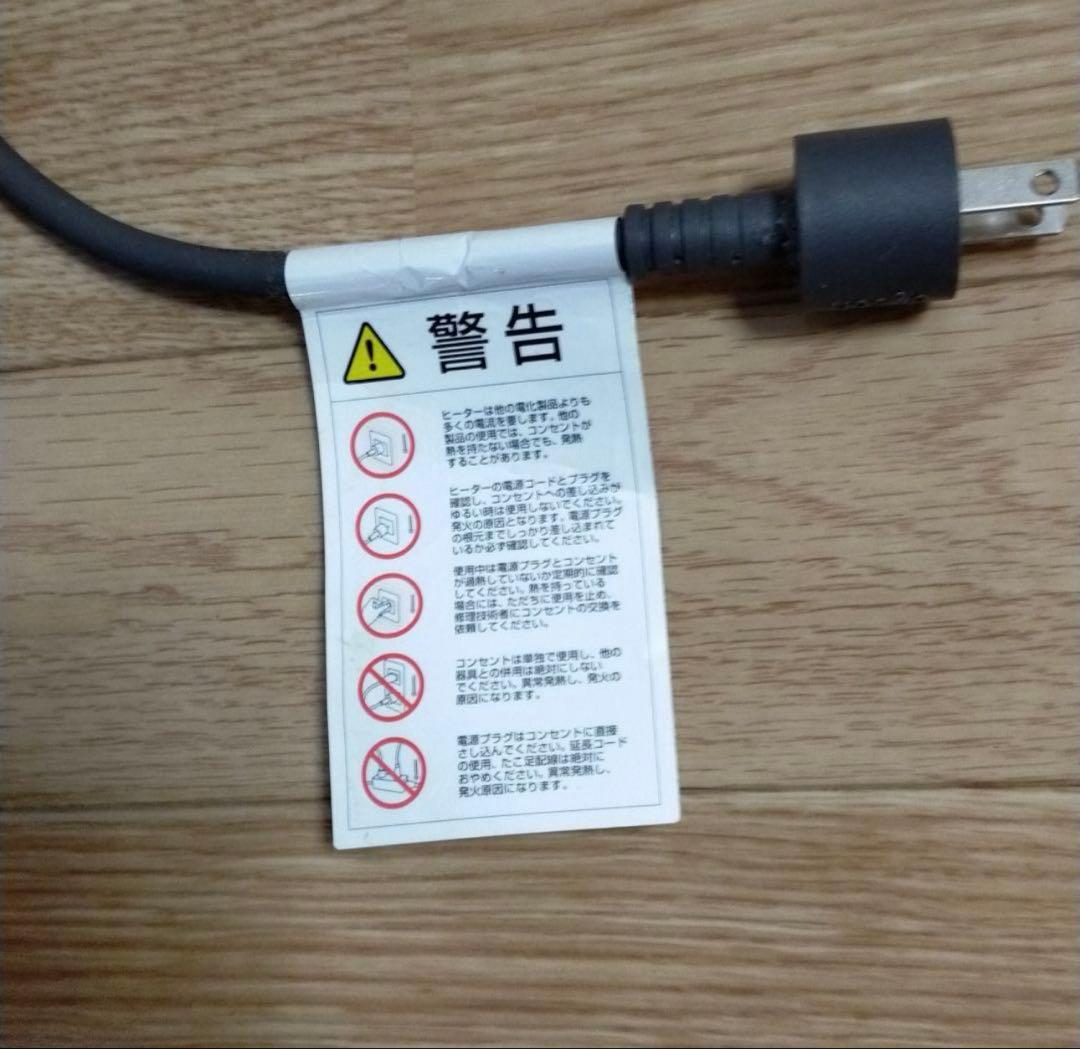 警告
ヒーターは他の電化製品よりも
多くの電流を要します。他の
製品の使用では、コンセントが
熱を持たない場合でも、発熱
することがあります。
ヒーターの電源コードとプラグを
確認し、コンセントへの差し込みが
ゆるい時は使用しないでください。
発火の原因となります。電源プラグ
の根元までしっかり差し込まれて
いるか必ず確認してください。
使用中は電源プラグとコンセント
が過熱していないか定期的に確認
してください。熱を持っている
場合には、ただちに使用を止め、
修理技術者にコンセントの交換を
依頼してください。
コンセントは単独で使用し、他の
器具との併用は絶対にしない
でください。異常発熱し、発火の
原因になります。
電源プラグはコンセントに直接
さし込んでください。延長コード
の使用、たこ足配線は絶対に
おやめください。異常発熱し、
発火原因になります。